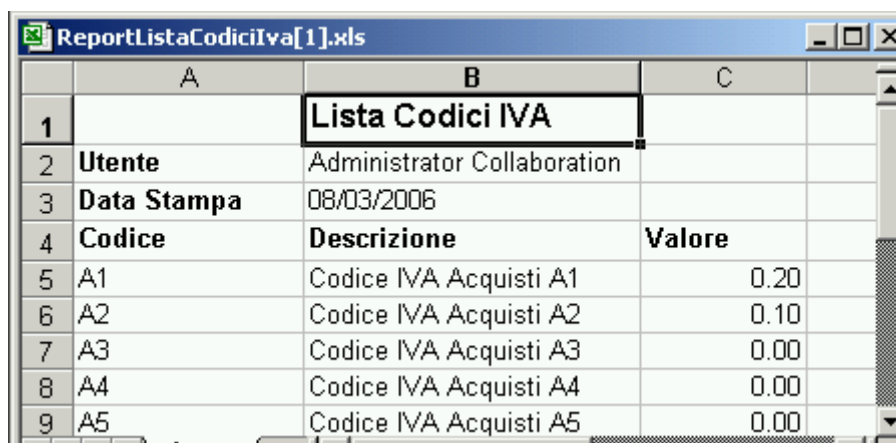 ReportListaCodiciIva[1].xls
A B C
1 Lista Codici IVA
2 Utente Administrator Collaboration
3 Data Stampa 08/03/2006
4 Codice Descrizione Valore
5 A1 Codice IVA Acquisti A1 0.20
6 A2 Codice IVA Acquisti A2 0.10
7 A3 Codice IVA Acquisti A3 0.00
8 A4 Codice IVA Acquisti A4 0.00
9 A5 Codice IVA Acquisti A5 0.00